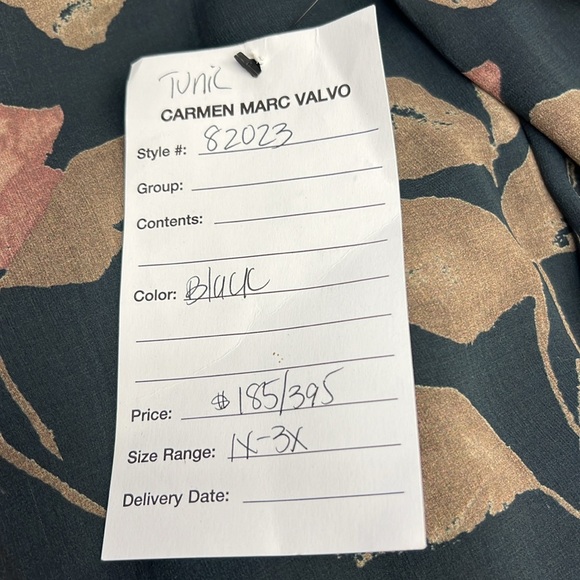 Tunic
CARMEN MARC VALVO
Style #: 82023
Group:
Contents:
Color: Black
Price: $185/395
Size Range: 1X-3X
Delivery Date: